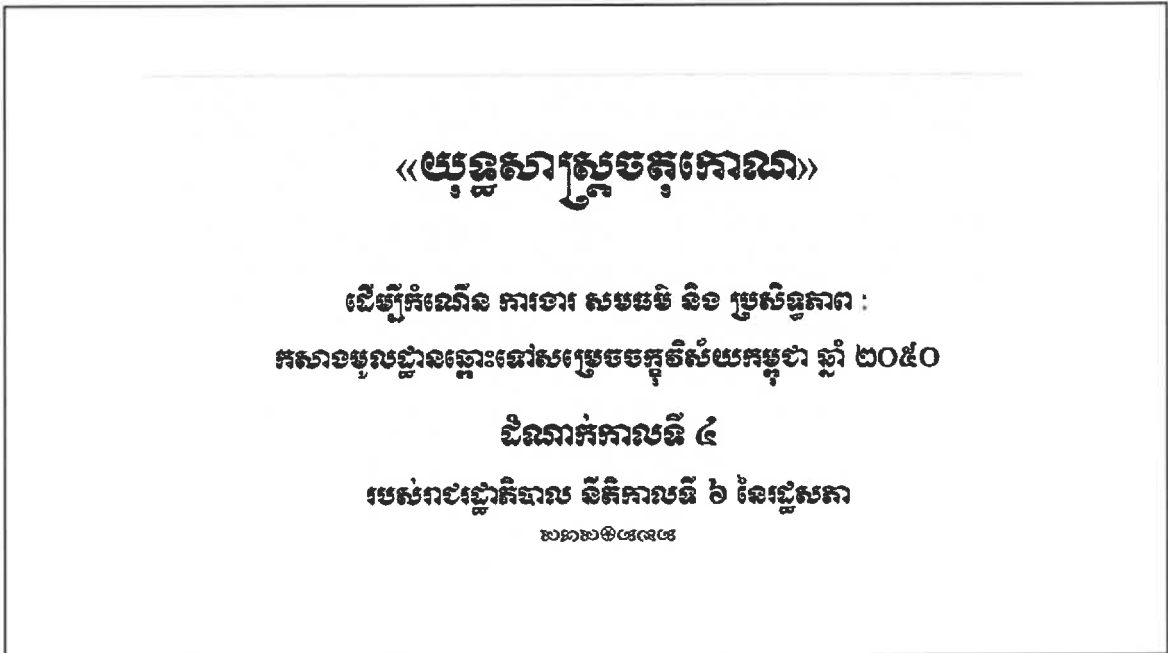 «យុទ្ធសាស្ត្រចតុកោណ»
ដើម្បីកំណើន ការងារ សមធម៌ និង ប្រសិទ្ធភាព :
កសាងមូលដ្ឋានឆ្ពោះទៅសម្រេចចក្ខុវិស័យកម្ពុជា ឆ្នាំ ២០៥០
ដំណាក់កាលទី ៤
របស់រាជរដ្ឋាភិបាល នីតិកាលទី ៦ នៃរដ្ឋសភា